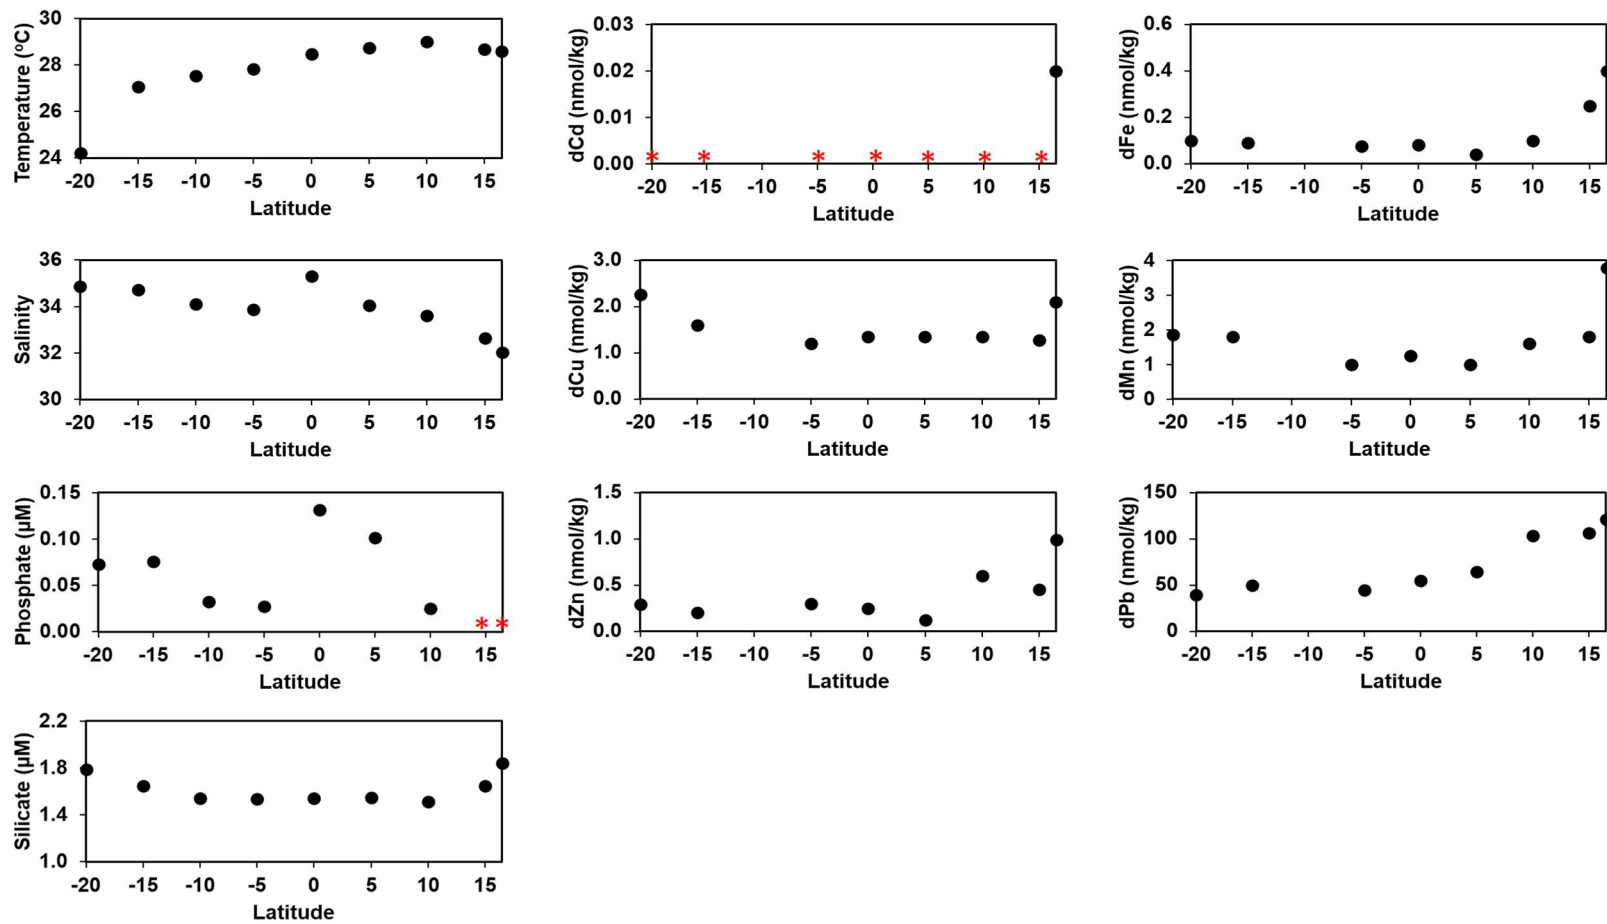 Temperature (ºC)
30
28
26
24
-20 -15 -10 -5 0 5 10 15
Latitude
dCd (nmol/kg)
0.03
0.02
0.01
0.00
* * * * * * *
-20 -15 -10 -5 0 5 10 15
Latitude
dFe (nmol/kg)
0.6
0.4
0.2
0.0
-20 -15 -10 -5 0 5 10 15
Latitude
Salinity
36
34
32
30
-20 -15 -10 -5 0 5 10 15
Latitude
dCu (nmol/kg)
3.0
2.0
1.0
0.0
-20 -15 -10 -5 0 5 10 15
Latitude
dMn (nmol/kg)
4
3
2
1
0
-20 -15 -10 -5 0 5 10 15
Latitude
Phosphate (µM)
0.15
0.10
0.05
0.00
* *
-20 -15 -10 -5 0 5 10 15
Latitude
dZn (nmol/kg)
1.5
1.0
0.5
0.0
-20 -15 -10 -5 0 5 10 15
Latitude
dPb (nmol/kg)
150
100
50
0
-20 -15 -10 -5 0 5 10 15
Latitude
Silicate (µM)
2.2
1.8
1.4
1.0
-20 -15 -10 -5 0 5 10 15
Latitude